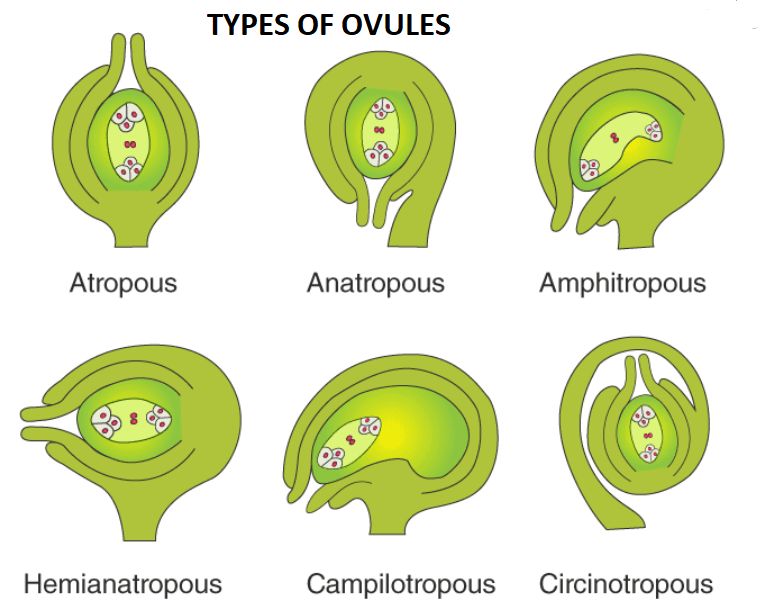 TYPES OF OVULES
Atropous
Anatropous
Amphitropous
Hemianatropous
Campilotropous
Circinotropous